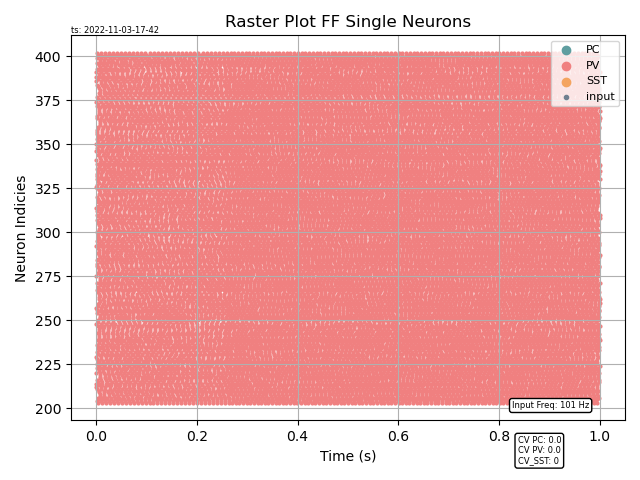 Raster Plot FF Single Neurons
ts: 2022-11-03-17-42
PC
PV
SST
input
400
375
350
325
300
275
250
225
200
Neuron Indicies
Input Freq: 101 Hz
0.0 0.2 0.4 0.6 0.8 1.0
Time (s)
CV PC: 0.0
CV PV: 0.0
CV_SST: 0